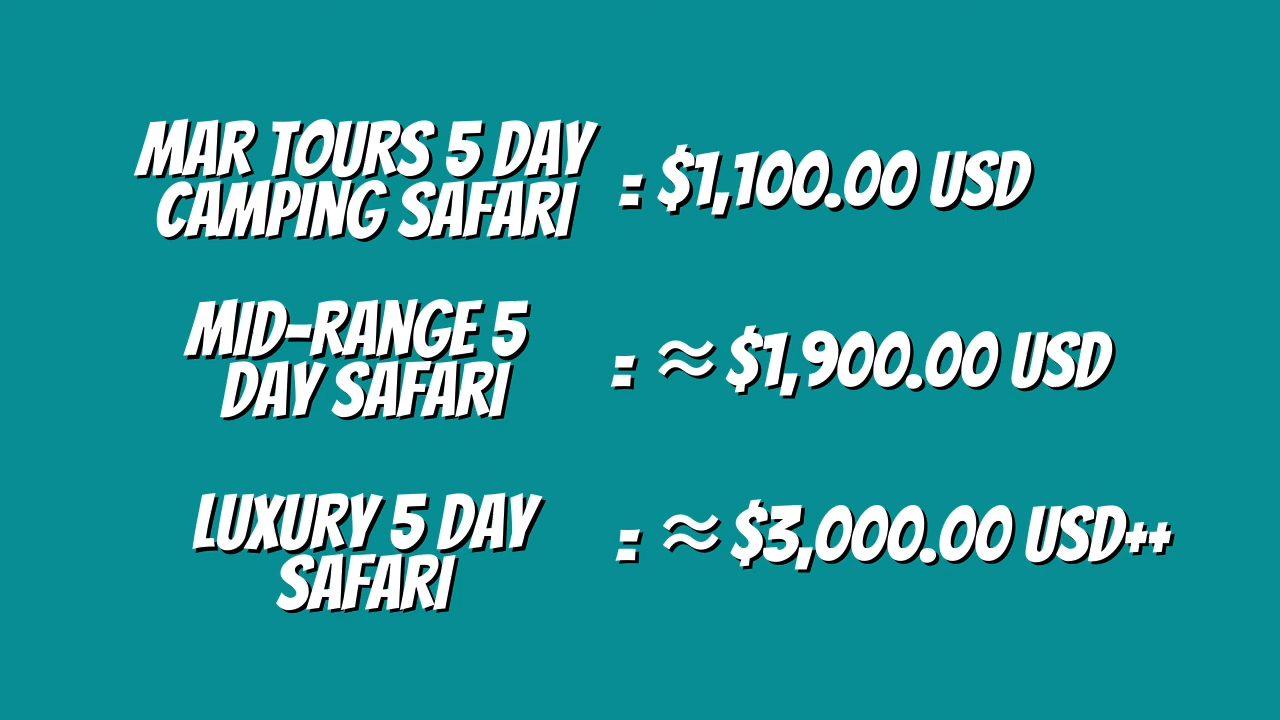 MAR TOURS 5 DAY
CAMPING SAFARI = $1,100.00 USD
MID-RANGE 5
DAY SAFARI = ≈ $1,900.00 USD
LUXURY 5 DAY
SAFARI = ≈ $3,000.00 USD++